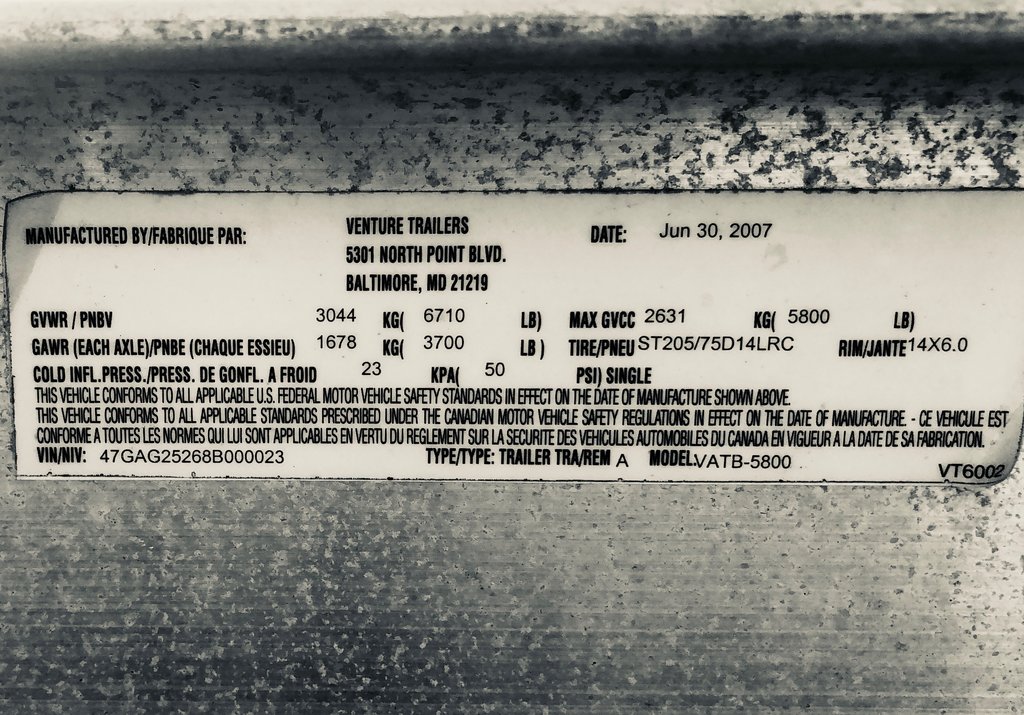 MANUFACTURED BY/FABRIQUE PAR: VENTURE TRAILERS DATE: Jun 30, 2007
5301 NORTH POINT BLVD.
BALTIMORE, MD 21219
GVWR / PNBV 3044 KG( 6710 LB) MAX GVCC 2631 KG( 5800 LB)
GAWR (EACH AXLE)/PNBE (CHAQUE ESSIEU) 1678 KG( 3700 LB ) TIRE/PNEU ST205/75D14LRC RIM/JANTE 14X6.0
COLD INFL.PRESS./PRESS. DE GONFL. A FROID 23 KPA( 50 PSI) SINGLE
THIS VEHICLE CONFORMS TO ALL APPLICABLE U.S. FEDERAL MOTOR VEHICLE SAFETY STANDARDS IN EFFECT ON THE DATE OF MANUFACTURE SHOWN ABOVE.
THIS VEHICLE CONFORMS TO ALL APPLICABLE STANDARDS PRESCRIBED UNDER THE CANADIAN MOTOR VEHICLE SAFETY REGULATIONS IN EFFECT ON THE DATE OF MANUFACTURE. - CE VEHICULE EST
CONFORME A TOUTES LES NORMES QUI LUI SONT APPLICABLES EN VERTU DU REGLEMENT SUR LA SECURITE DES VEHICULES AUTOMOBILES DU CANADA EN VIGUEUR A LA DATE DE SA FABRICATION.
VIN/NIV: 47GAG25268B000023 TYPE/TYPE: TRAILER TRA/REM A MODEL: VATB-5800
VT6002